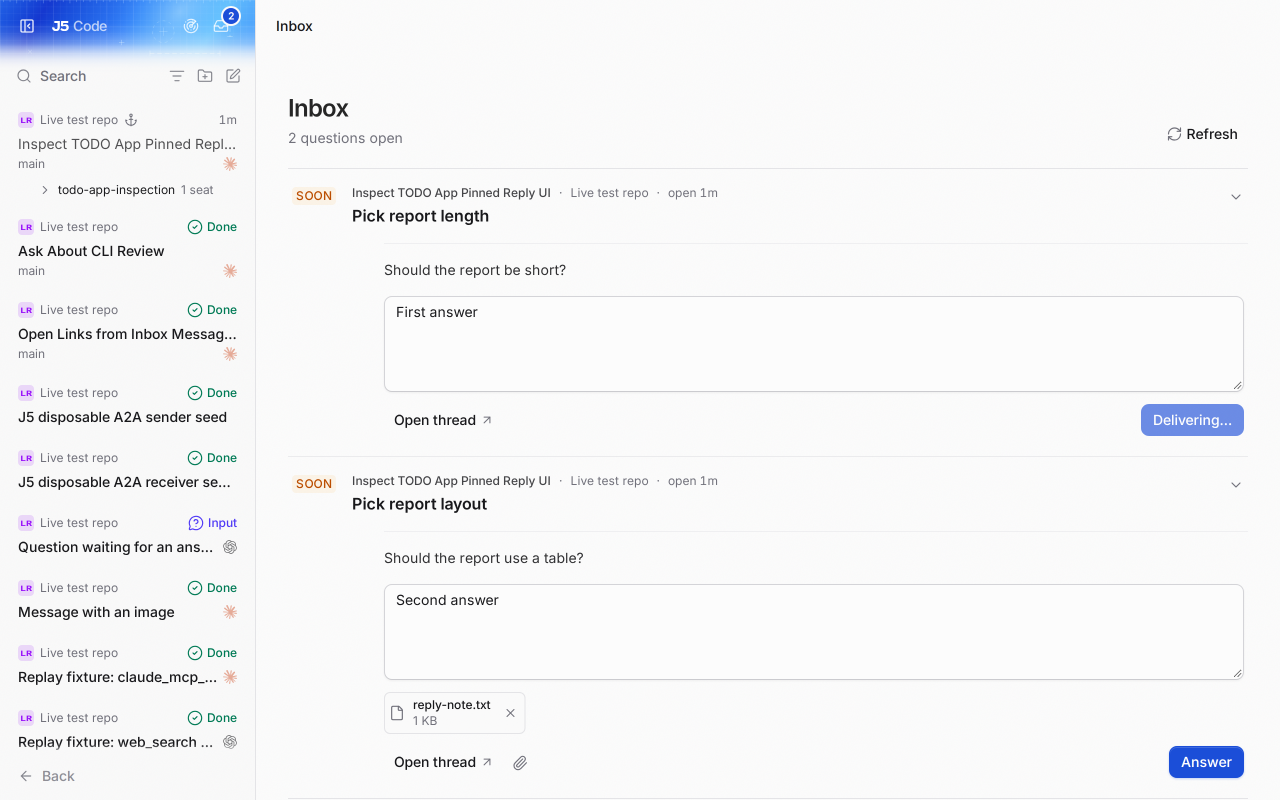 J5 Code
2
Search
LR Live test repo 1m
Inspect TODO App Pinned Repl...
main
todo-app-inspection 1 seat
LR Live test repo Done
Ask About CLI Review
main
LR Live test repo Done
Open Links from Inbox Messag...
main
LR Live test repo Done
J5 disposable A2A sender seed
LR Live test repo Done
J5 disposable A2A receiver se...
LR Live test repo Input
Question waiting for an ans...
LR Live test repo Done
Message with an image
LR Live test repo Done
Replay fixture: claude_mcp_...
LR Live test repo Done
Replay fixture: web_search ...
Back
Inbox
Inbox
2 questions open
Refresh
SOON Inspect TODO App Pinned Reply UI · Live test repo · open 1m
Pick report length
Should the report be short?
First answer
Open thread
Delivering...
SOON Inspect TODO App Pinned Reply UI · Live test repo · open 1m
Pick report layout
Should the report use a table?
Second answer
reply-note.txt
1 KB
Open thread
Answer